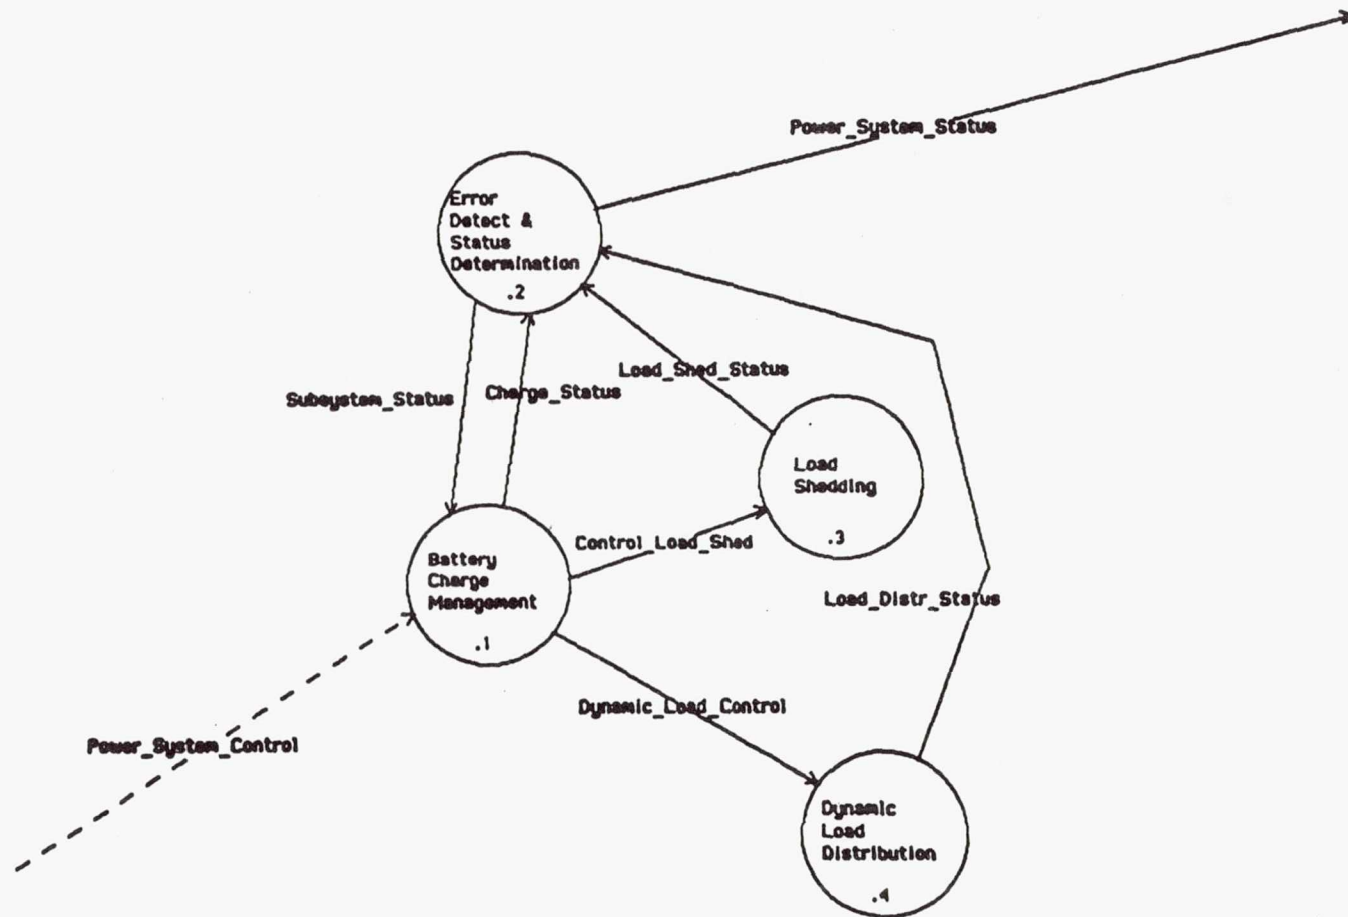 Power_System_Status
Error
Detect &
Status
Determination
.2
Load_Shed_Status
Subsystem_Status
Charge_Status
Load
Shedding
.3
Control_Load_Shed
Battery
Charge
Management
.1
Load_Distr_Status
Dynamic_Load_Control
Power_System_Control
Dynamic
Load
Distribution
.4